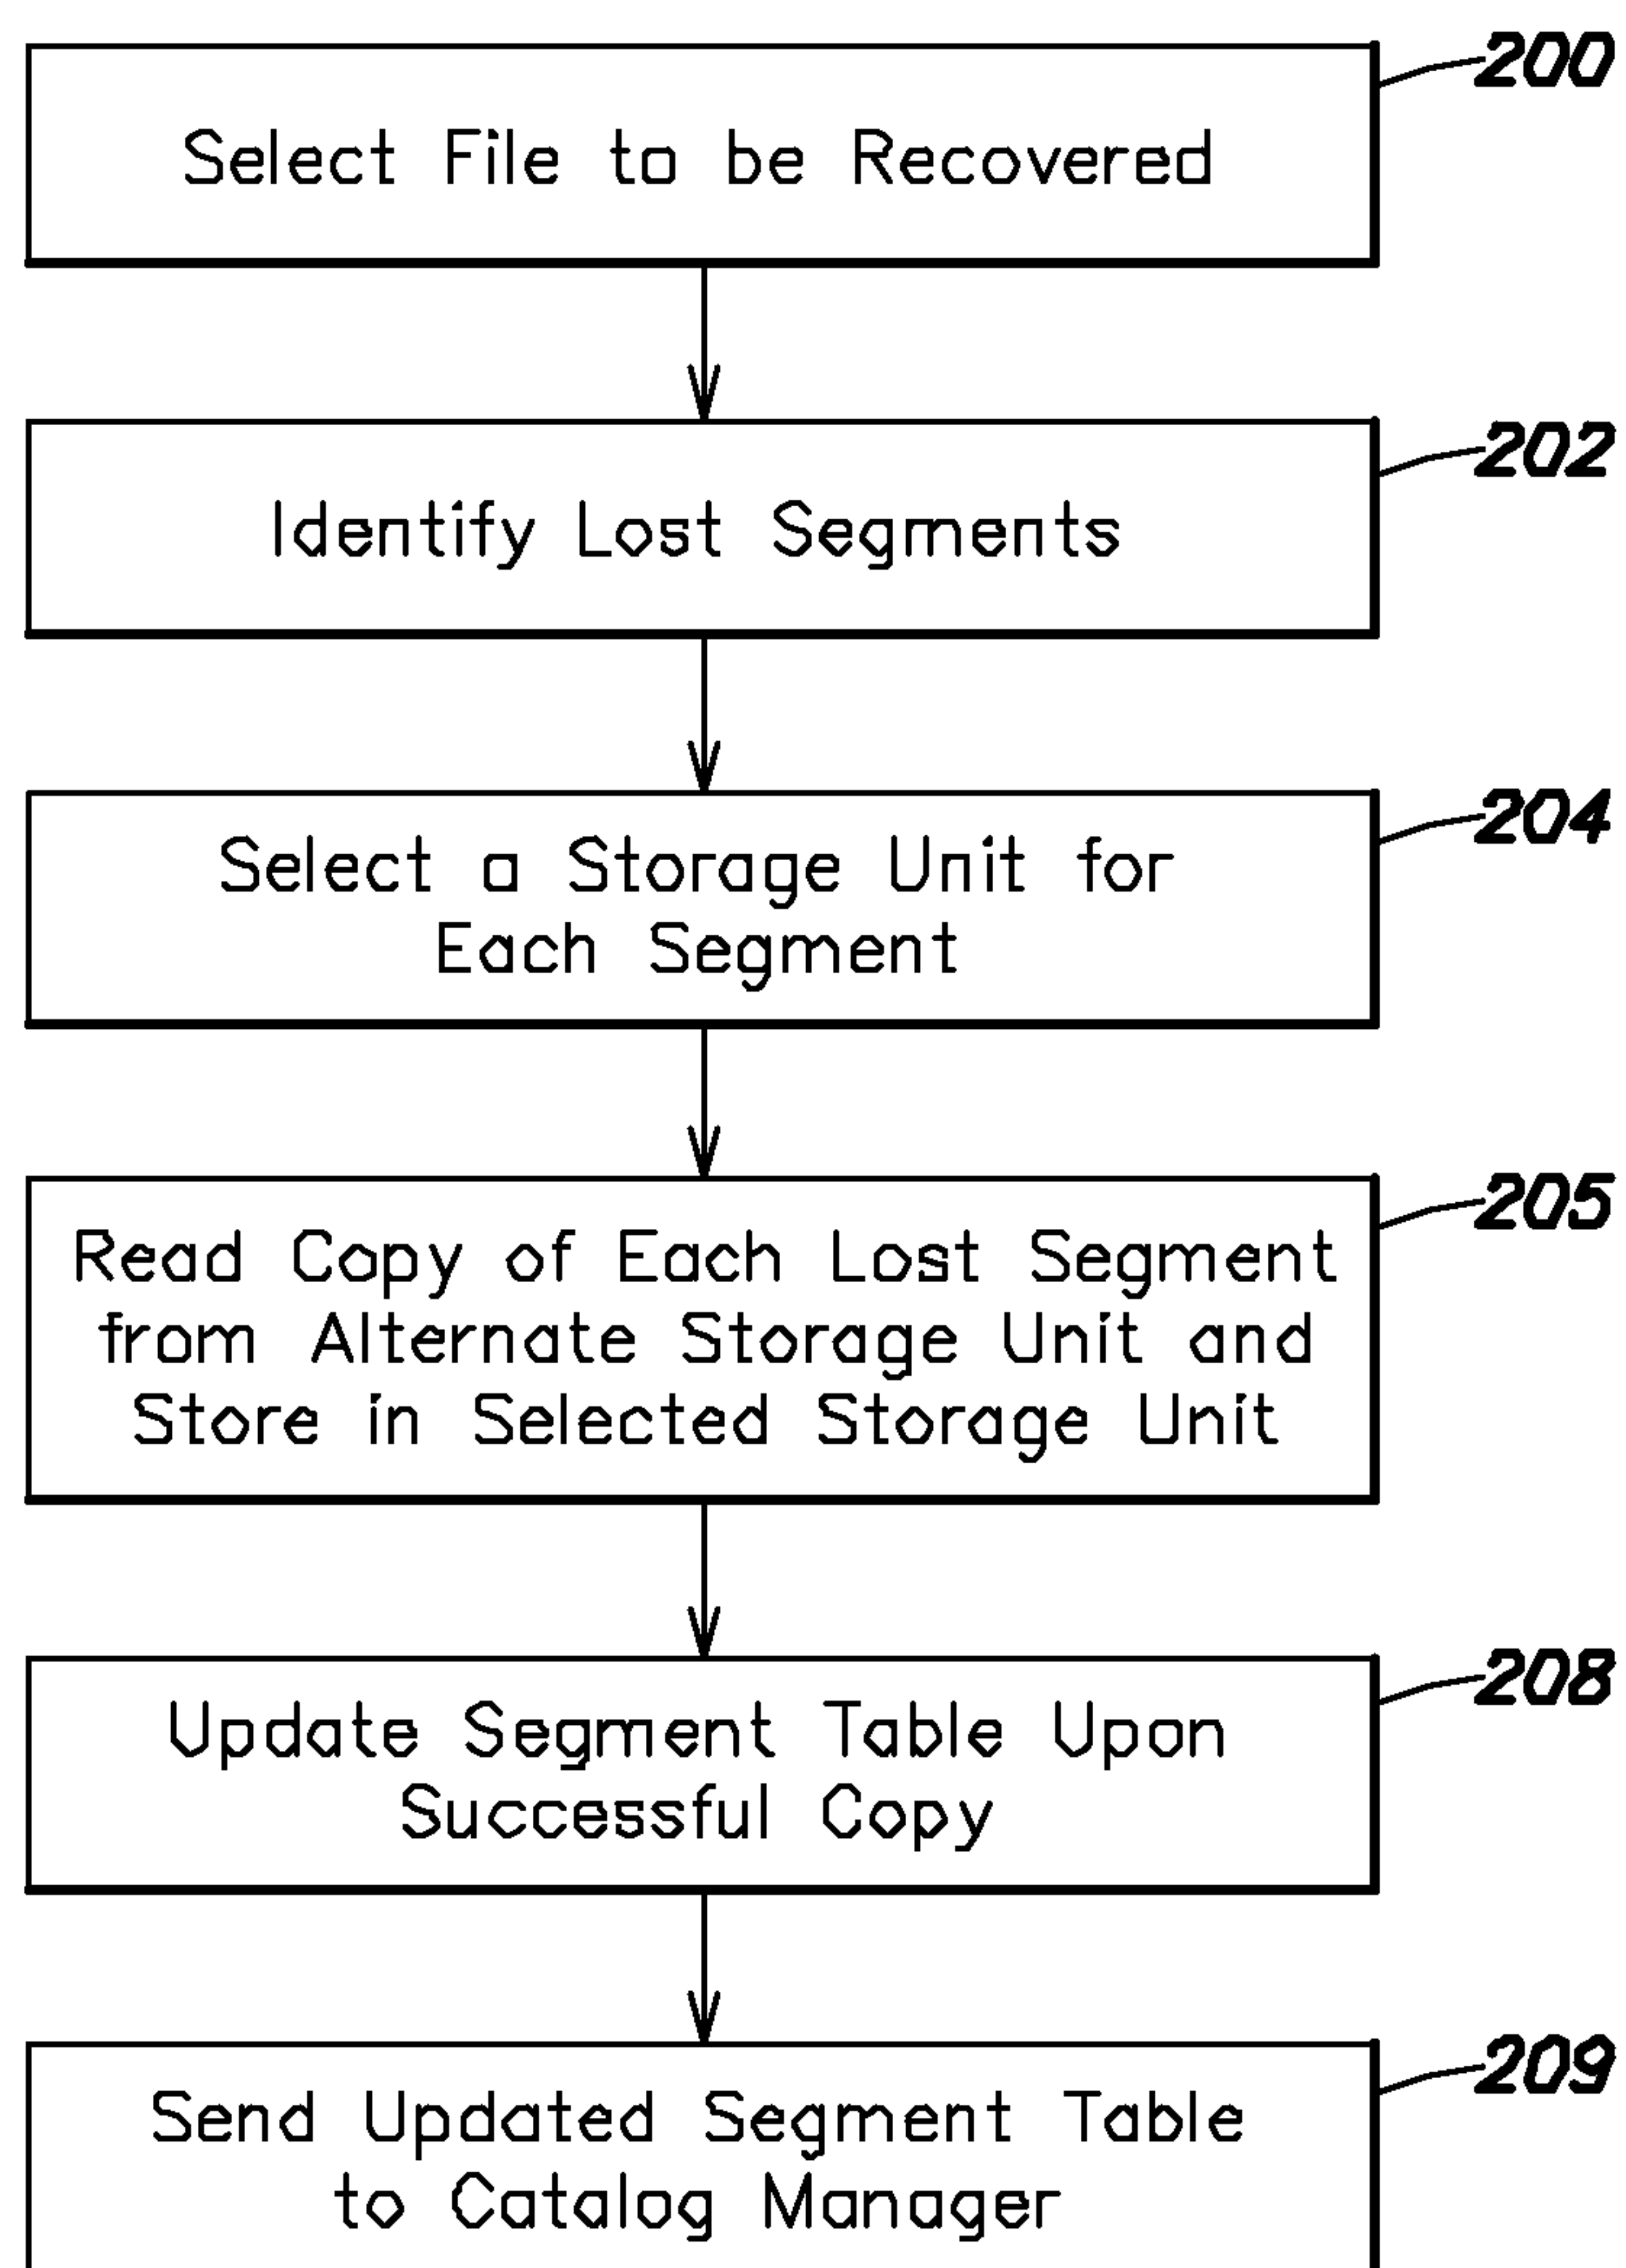 200
Select File to be Recovered
202
Identify Lost Segments
204
Select a Storage Unit for
Each Segment
205
Read Copy of Each Lost Segment
from Alternate Storage Unit and
Store in Selected Storage Unit
208
Update Segment Table Upon
Successful Copy
209
Send Updated Segment Table
to Catalog Manager